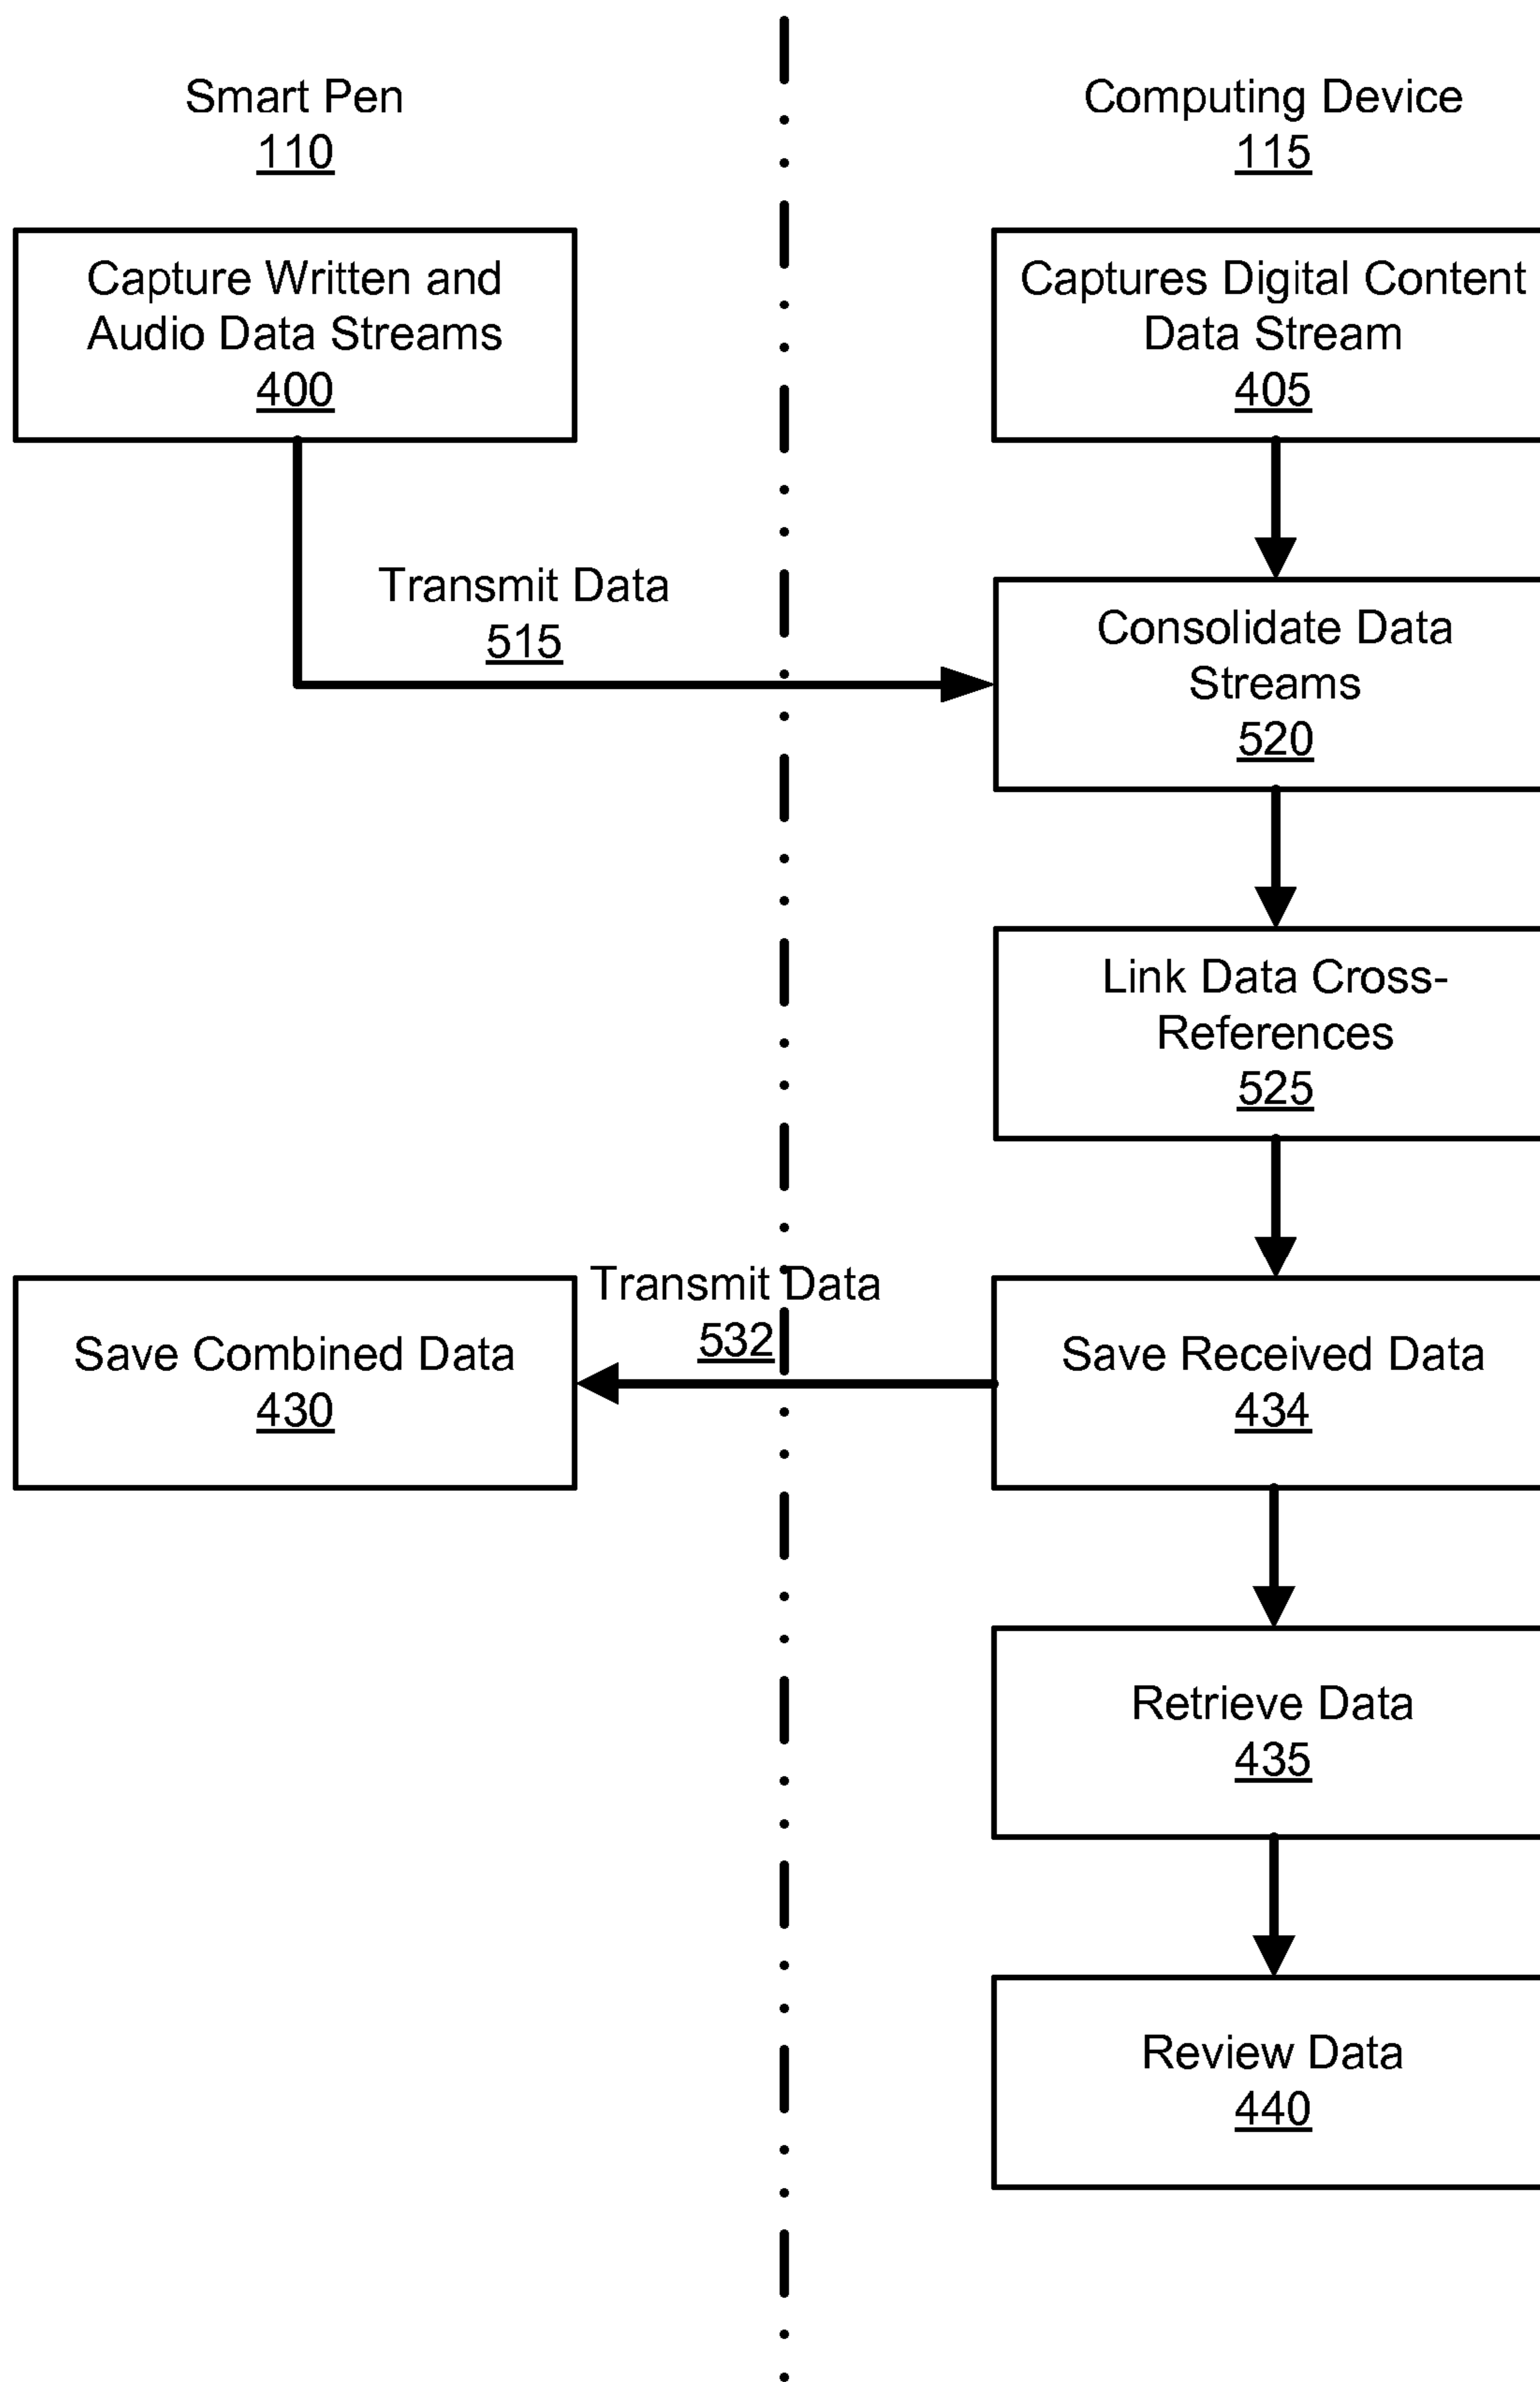 Smart Pen
110
Computing Device
115
Capture Written and
Audio Data Streams
400
Captures Digital Content
Data Stream
405
Transmit Data
515
Consolidate Data
Streams
520
Link Data Cross-
References
525
Transmit Data
532
Save Combined Data
430
Save Received Data
434
Retrieve Data
435
Review Data
440